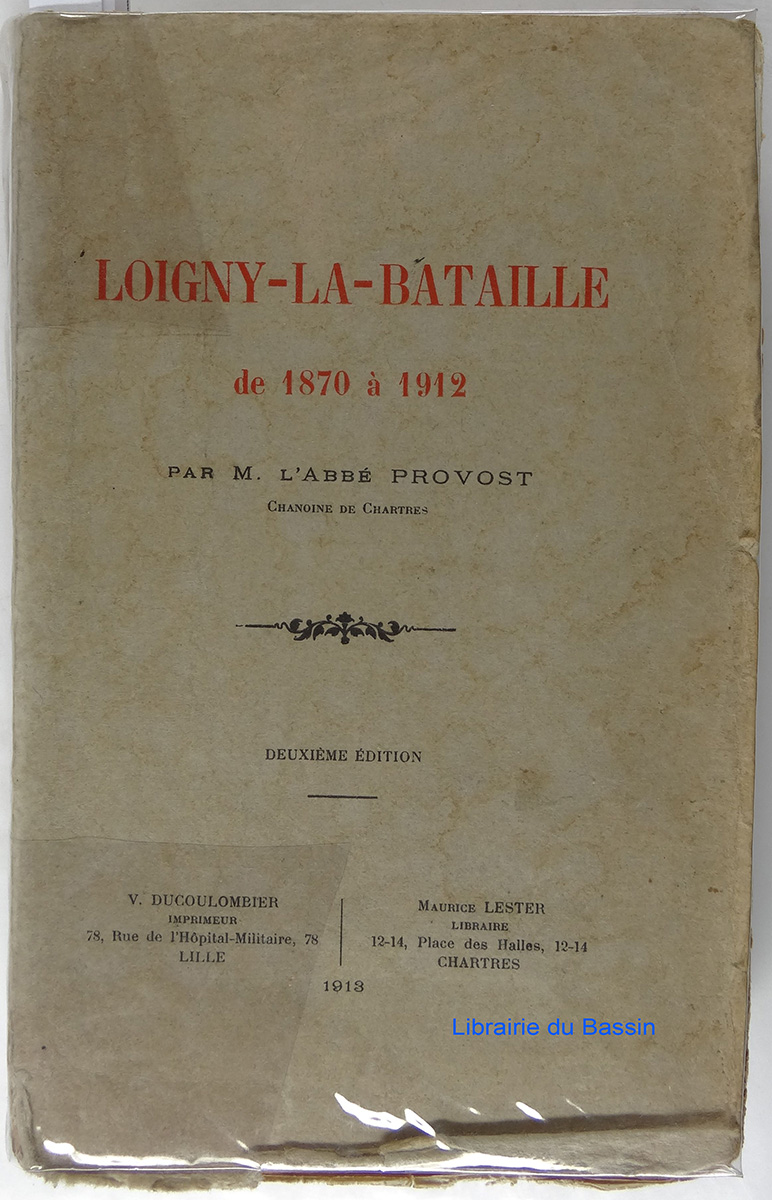 LOIGNY-LA-BATAILLE
de 1870 à 1912
PAR M. L'ABBÉ PROVOST
CHANOINE DE CHARTRES
DEUXIÈME ÉDITION
V. DUCOULOMBIER
IMPRIMEUR
78, Rue de l'Hôpital-Militaire, 78
LILLE
MAURICE LESTER
LIBRAIRE
12-14, Place des Halles, 12-14
CHARTRES
1913
Librairie du Bassin